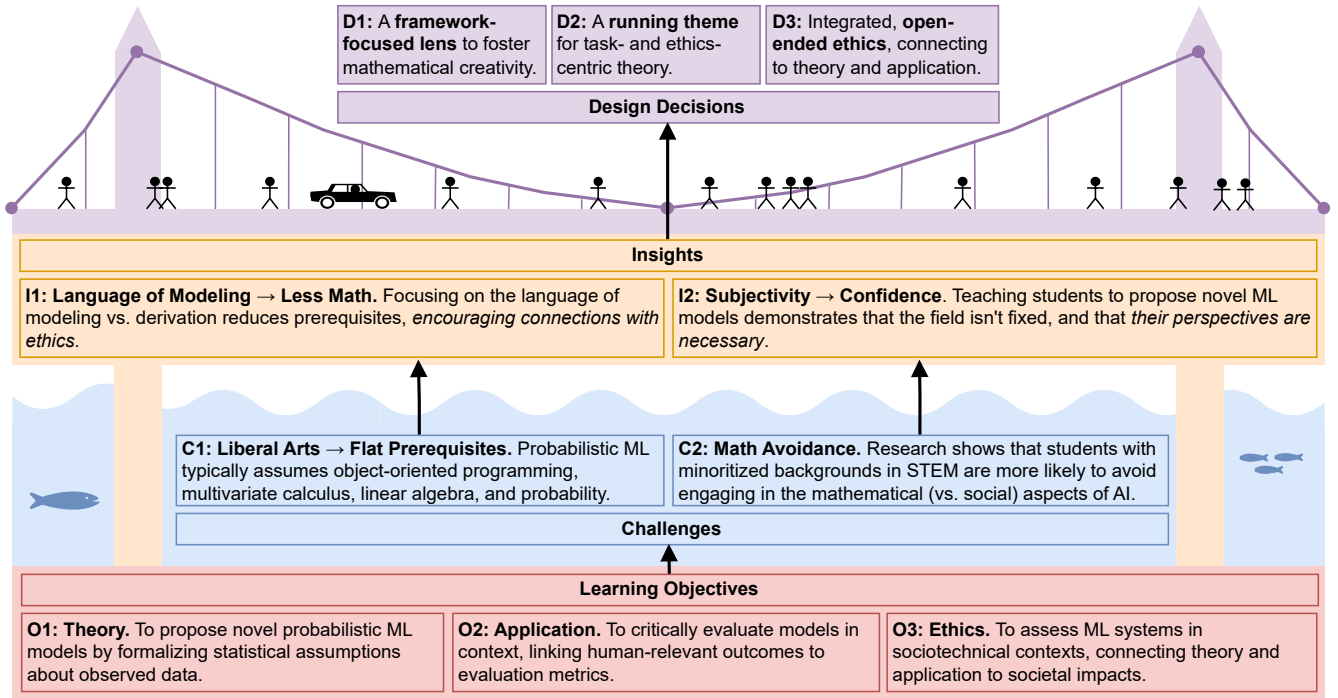 D1: A framework-
focused lens to foster
mathematical creativity.
D2: A running theme
for task- and ethics-
centric theory.
D3: Integrated, open-
ended ethics, connecting
to theory and application.
Design Decisions
Insights
I1: Language of Modeling → Less Math. Focusing on the language of
modeling vs. derivation reduces prerequisites, encouraging connections with
ethics.
I2: Subjectivity → Confidence. Teaching students to propose novel ML
models demonstrates that the field isn't fixed, and that their perspectives are
necessary.
C1: Liberal Arts → Flat Prerequisites. Probabilistic ML
typically assumes object-oriented programming,
multivariate calculus, linear algebra, and probability.
C2: Math Avoidance. Research shows that students with
minoritized backgrounds in STEM are more likely to avoid
engaging in the mathematical (vs. social) aspects of AI.
Challenges
Learning Objectives
O1: Theory. To propose novel probabilistic ML
models by formalizing statistical assumptions
about observed data.
O2: Application. To critically evaluate models in
context, linking human-relevant outcomes to
evaluation metrics.
O3: Ethics. To assess ML systems in
sociotechnical contexts, connecting theory and
application to societal impacts.